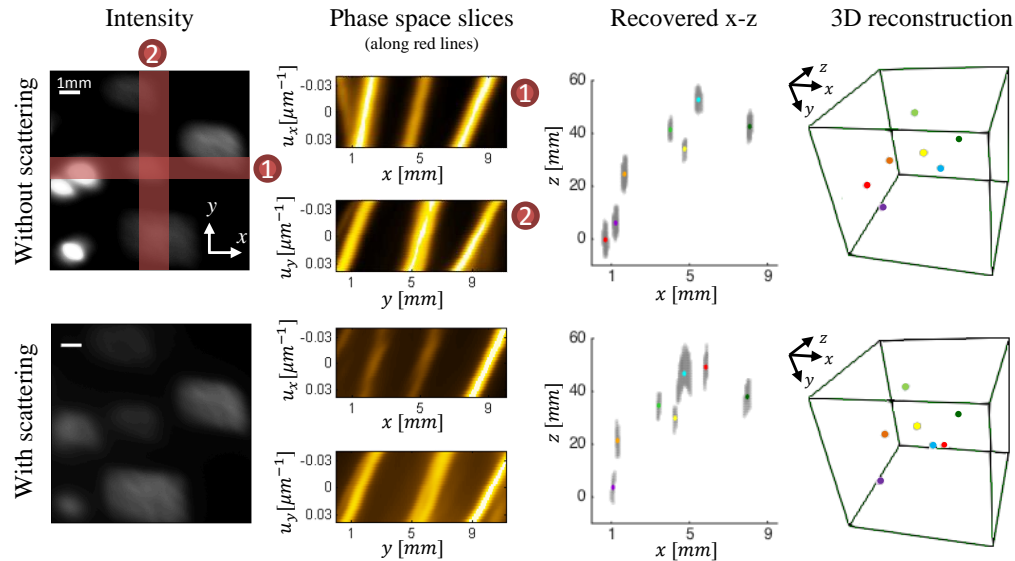 Intensity
Phase space slices
(along red lines)
Recovered x-z
3D reconstruction
Without scattering
2
1mm
1
y
x
u_x[μm⁻¹]
-0.03
0
0.03
1 5 9
x [mm]
1
u_y[μm⁻¹]
-0.03
0
0.03
1 5 9
y [mm]
2
z [mm]
60
40
20
0
1 5 9
x [mm]
z
x
y
With scattering
u_x[μm⁻¹]
-0.03
0
0.03
1 5 9
x [mm]
u_y[μm⁻¹]
-0.03
0
0.03
1 5 9
y [mm]
z [mm]
60
40
20
0
1 5 9
x [mm]
z
x
y